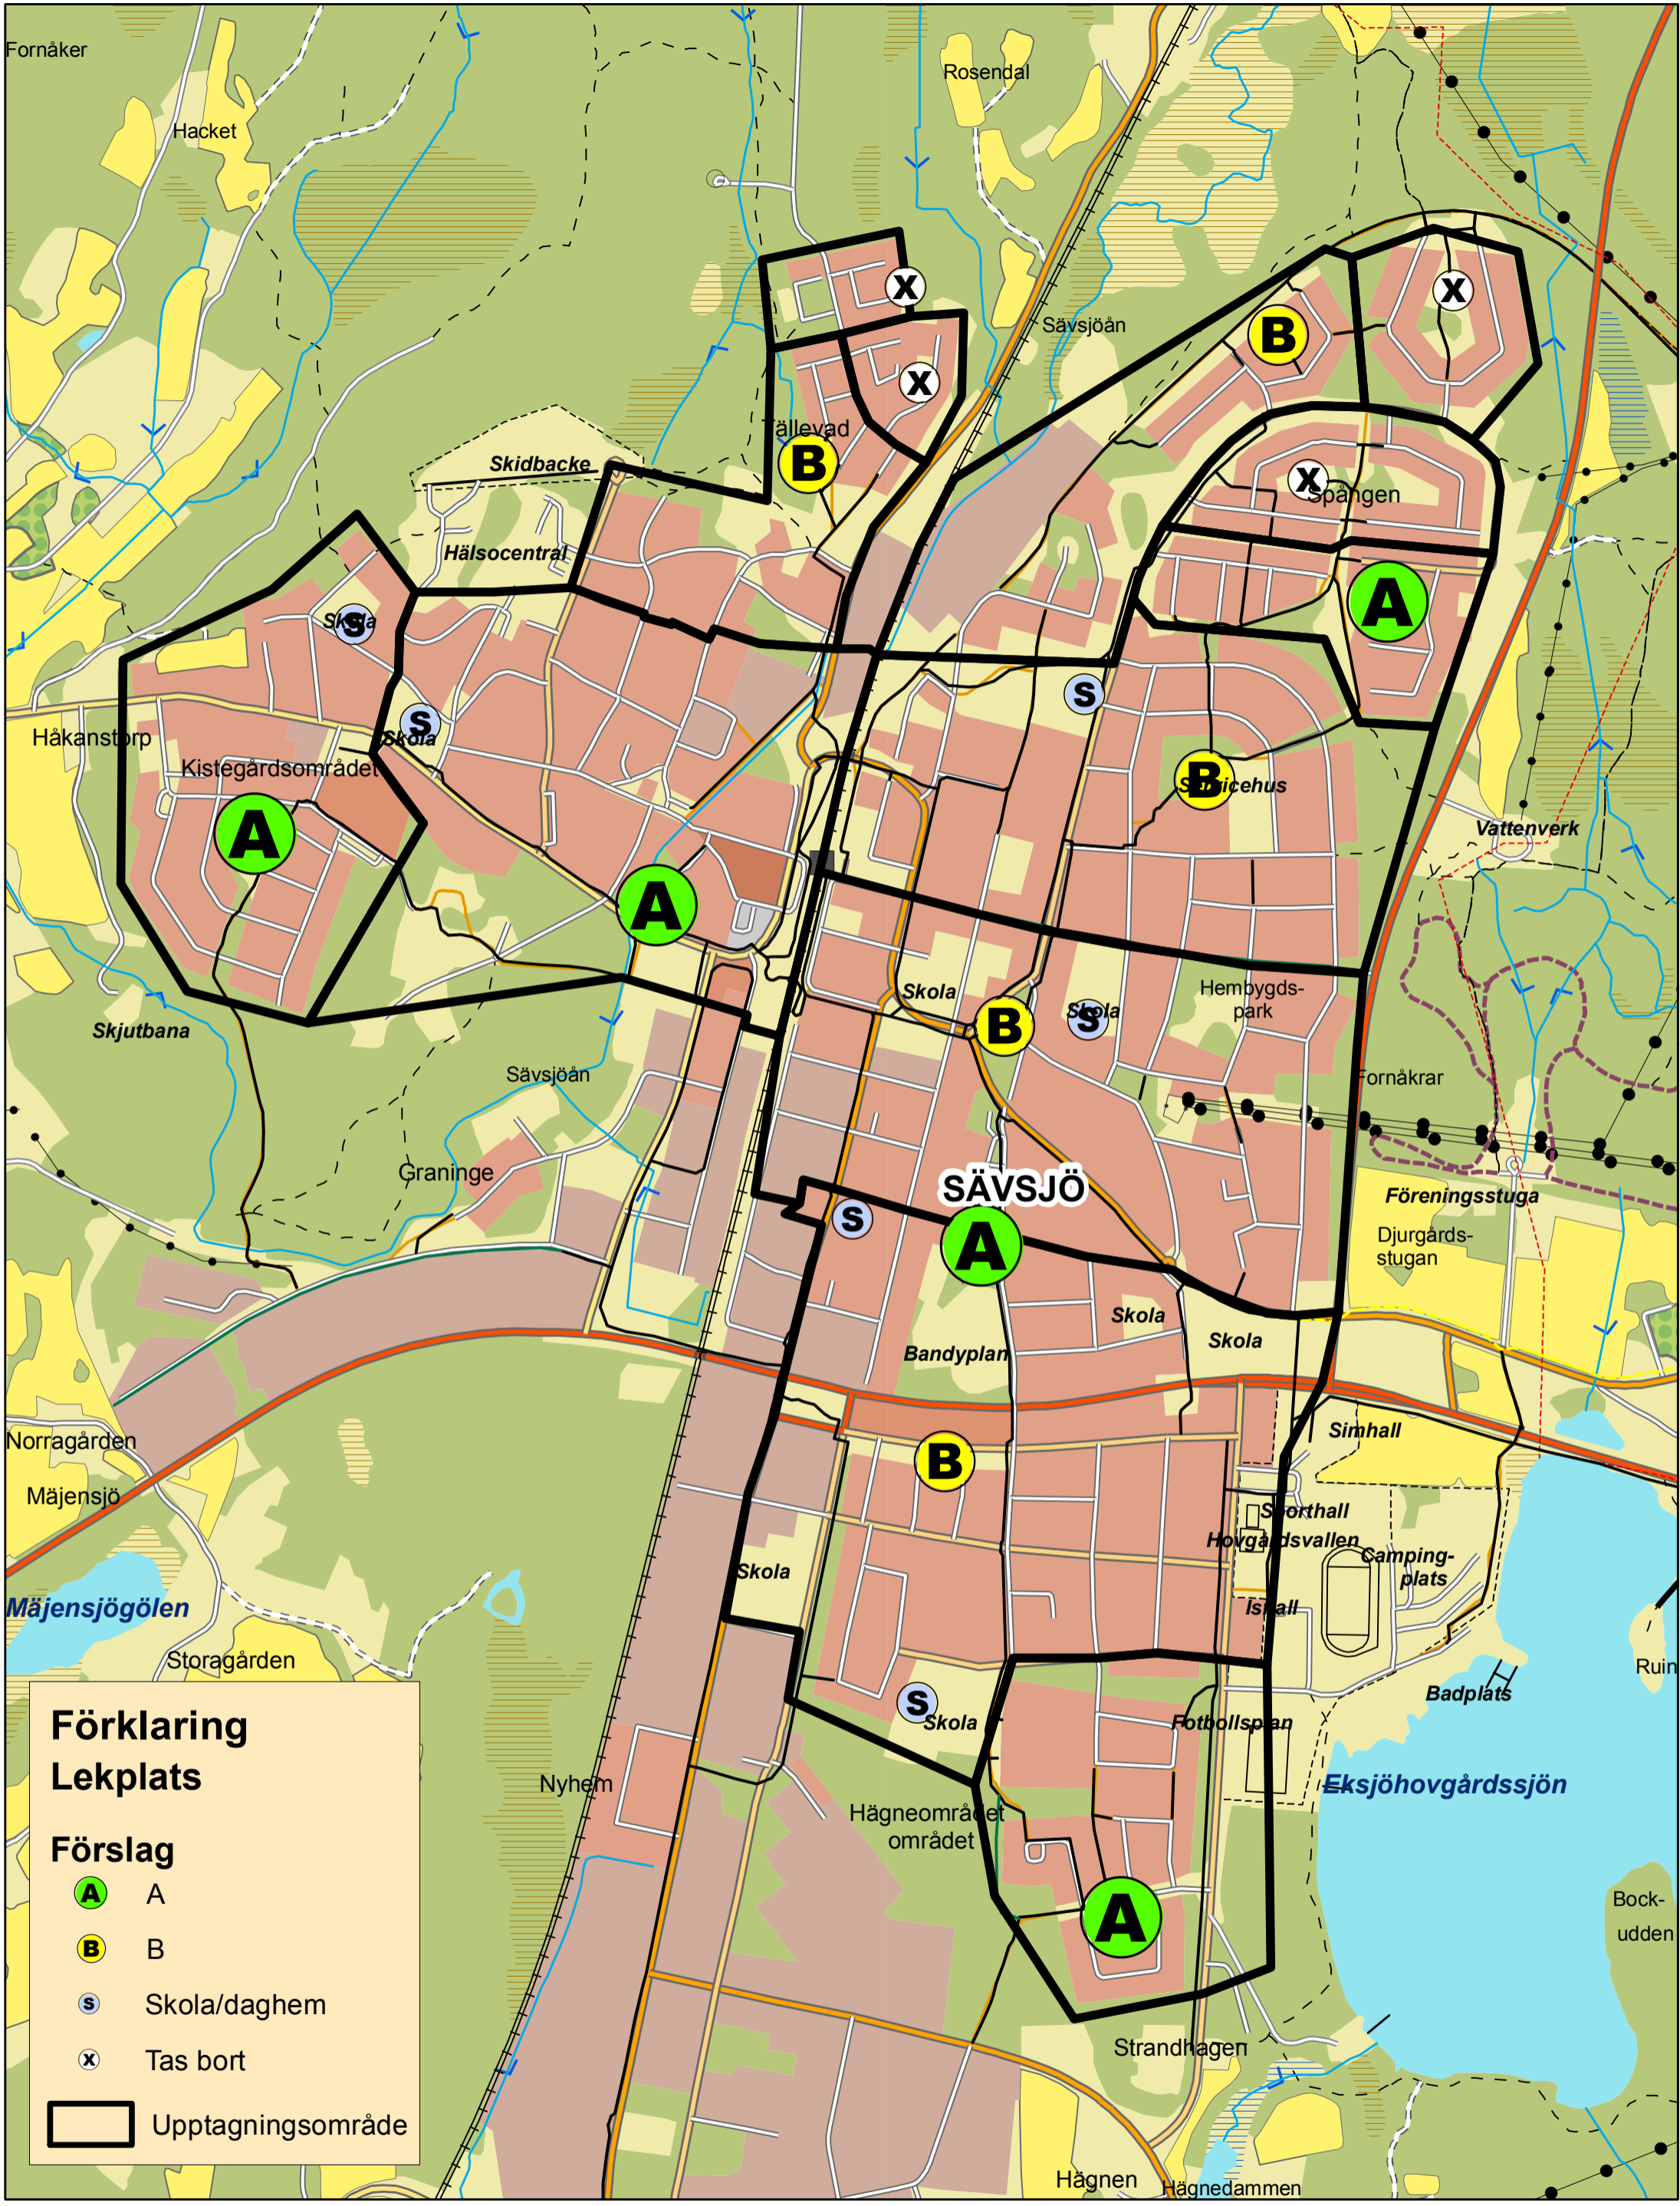 Fornåker
Rosendal
Hacket
X
X
Sävsjöån
B
X
Tällevad
B
Skidbacke
X
Spången
Hälsocentral
A
S
Skola
S
S
Skola
Håkanstorp
Kistegårdsområdet
B
Servicehus
A
Vattenverk
A
Skola
Hembygds-
park
B
S
Skola
Skjutbana
Sävsjöån
Fornåkrar
Graninge
SÄVSJÖ
Föreningsstuga
S
A
Djurgårds-
stugan
Skola
Skola
Bandyplan
Norragården
Simhall
B
Mäjensjö
Sporthall
Hovgårdsvallen
Camping-
plats
Skola
Mäjensjögölen
Ishall
Storagården
Ruin
Badplats
S
Skola
Fotbollsplan
Nyhem
Eksjöhovgårdssjön
Hägneområdet
området
A
Bock-
udden
Strandhagen
Hägnen
Hägnedammen
Förklaring
Lekplats
Förslag
A A
B B
S Skola/daghem
X Tas bort
Upptagningsområde